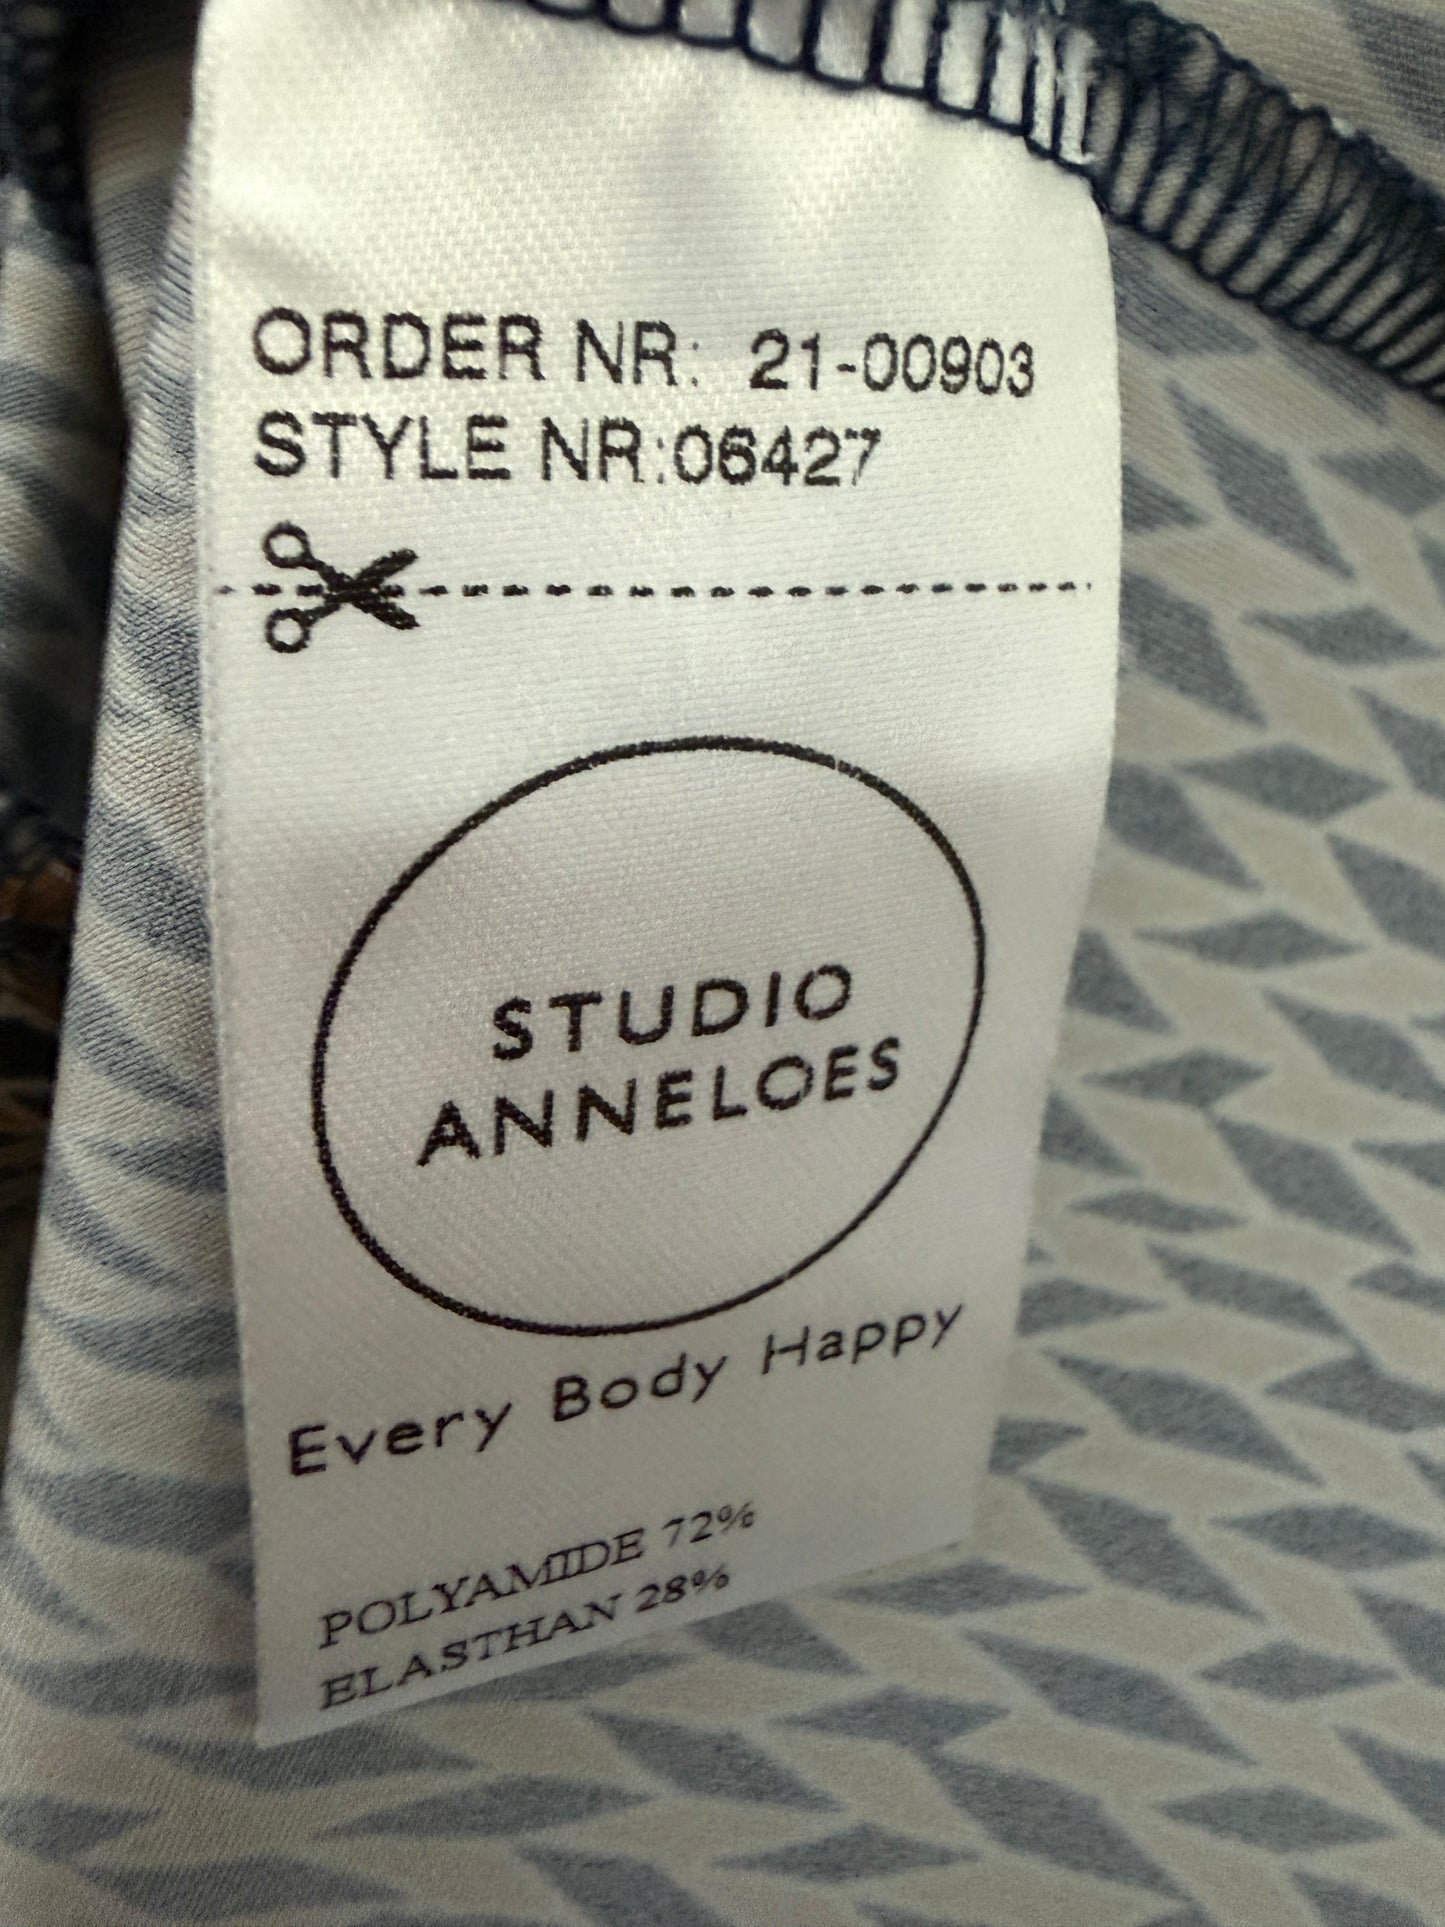 ORDER NR: 21-00903
STYLE NR:06427
STUDIO
ANNELOES
Every Body Happy
POLYAMIDE 72%
ELASTHAN 28%